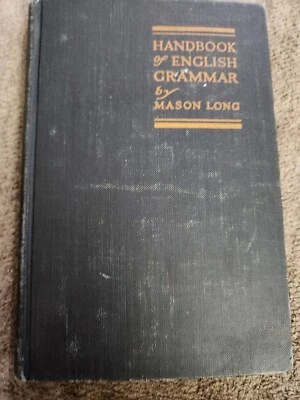 HANDBOOK
of ENGLISH
GRAMMAR
by
MASON LONG